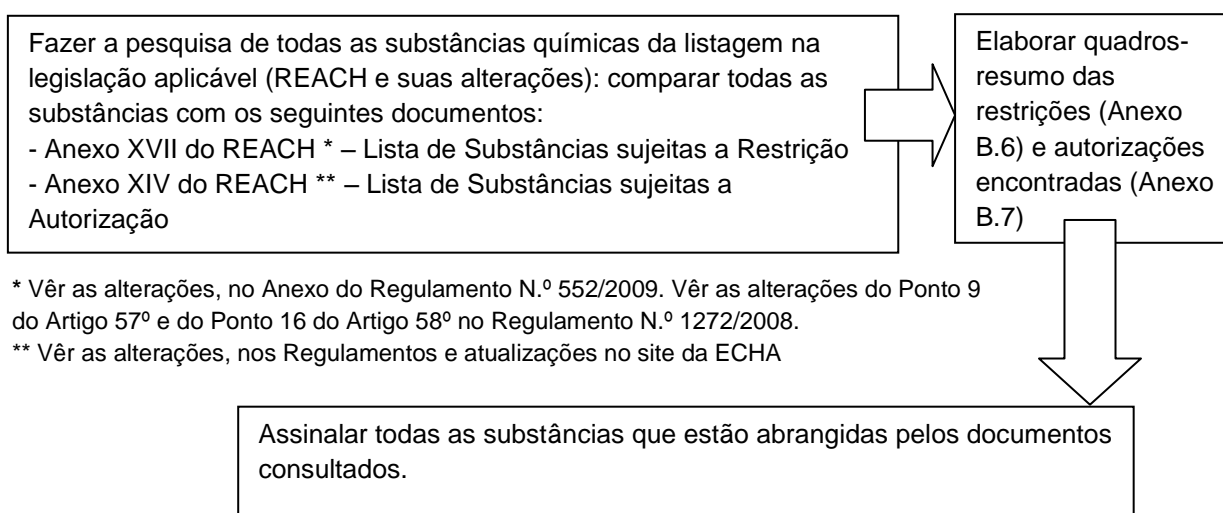 Fazer a pesquisa de todas as substâncias químicas da listagem na
legislação aplicável (REACH e suas alterações): comparar todas as
substâncias com os seguintes documentos:
- Anexo XVII do REACH * – Lista de Substâncias sujeitas a Restrição
- Anexo XIV do REACH ** – Lista de Substâncias sujeitas a
Autorização
Elaborar quadros-
resumo das
restrições (Anexo
B.6) e autorizações
encontradas (Anexo
B.7)
* Vêr as alterações, no Anexo do Regulamento N.º 552/2009. Vêr as alterações do Ponto 9
do Artigo 57º e do Ponto 16 do Artigo 58º no Regulamento N.º 1272/2008.
** Vêr as alterações, nos Regulamentos e atualizações no site da ECHA
Assinalar todas as substâncias que estão abrangidas pelos documentos
consultados.